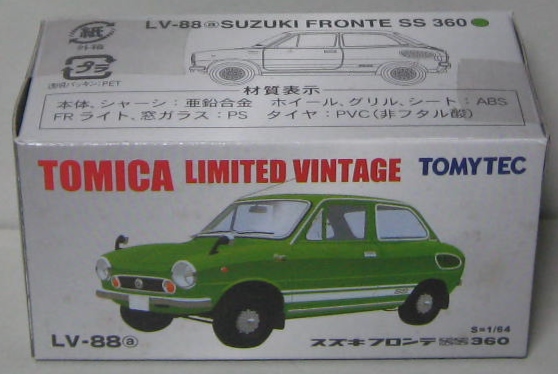 LV-88ⓐSUZUKI FRONTE SS 360
紙
外箱
プラ
透明パッキン:PET
材質表示
本体、シャーシ:亜鉛合金 ホイール、グリル、シート:ABS
FRライト、窓ガラス:PS タイヤ:PVC(非フタル酸)
TOMICA LIMITED VINTAGE TOMYTEC
S=1/64
LV-88ⓐ スズキフロンテSS360